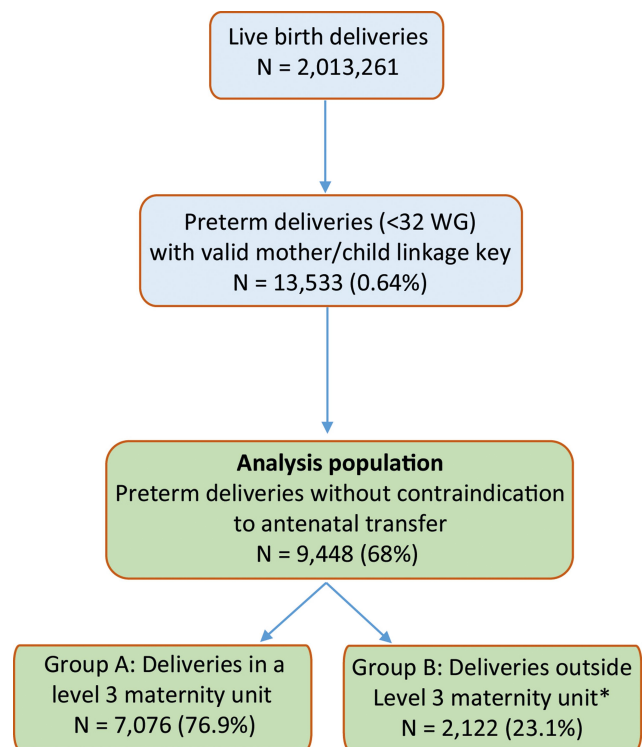 Live birth deliveries
N = 2,013,261
Preterm deliveries (<32 WG)
with valid mother/child linkage key
N = 13,533 (0.64%)
Analysis population
Preterm deliveries without contraindication
to antenatal transfer
N = 9,448 (68%)
Group A: Deliveries in a
level 3 maternity unit
N = 7,076 (76.9%)
Group B: Deliveries outside
Level 3 maternity unit*
N = 2,122 (23.1%)